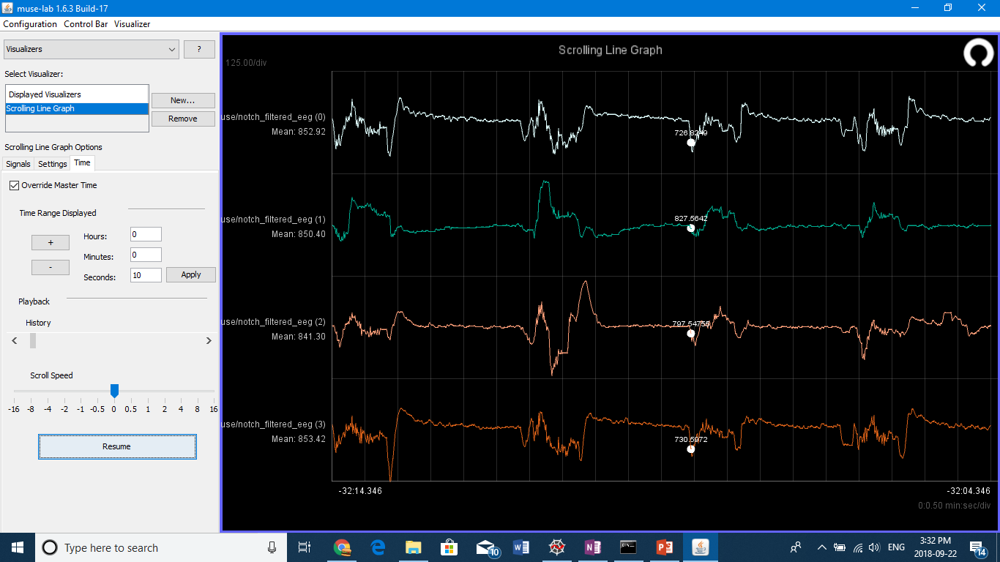 muse-lab 1.6.3 Build-17
Configuration Control Bar Visualizer
Visualizers
?
Select Visualizer:
Displayed Visualizers
Scrolling Line Graph
New...
Remove
Scrolling Line Graph Options
Signals Settings Time
Override Master Time
Time Range Displayed
+
-
Hours: 0
Minutes: 0
Seconds: 10 Apply
Playback
History
Scroll Speed
-16 -8 -4 -2 -1 -0.5 0 0.5 1 2 4 8 16
Resume
Scrolling Line Graph
125.00/div
use/notch_filtered_eeg (0)
Mean: 852.92
726.8249
use/notch_filtered_eeg (1)
Mean: 850.40
827.5642
use/notch_filtered_eeg (2)
Mean: 841.30
797.54755
use/notch_filtered_eeg (3)
Mean: 853.42
730.5972
-32:14.346 -32:04.346
0:0.50 min:sec/div
Type here to search
10
ENG
3:32 PM
2018-09-22
14